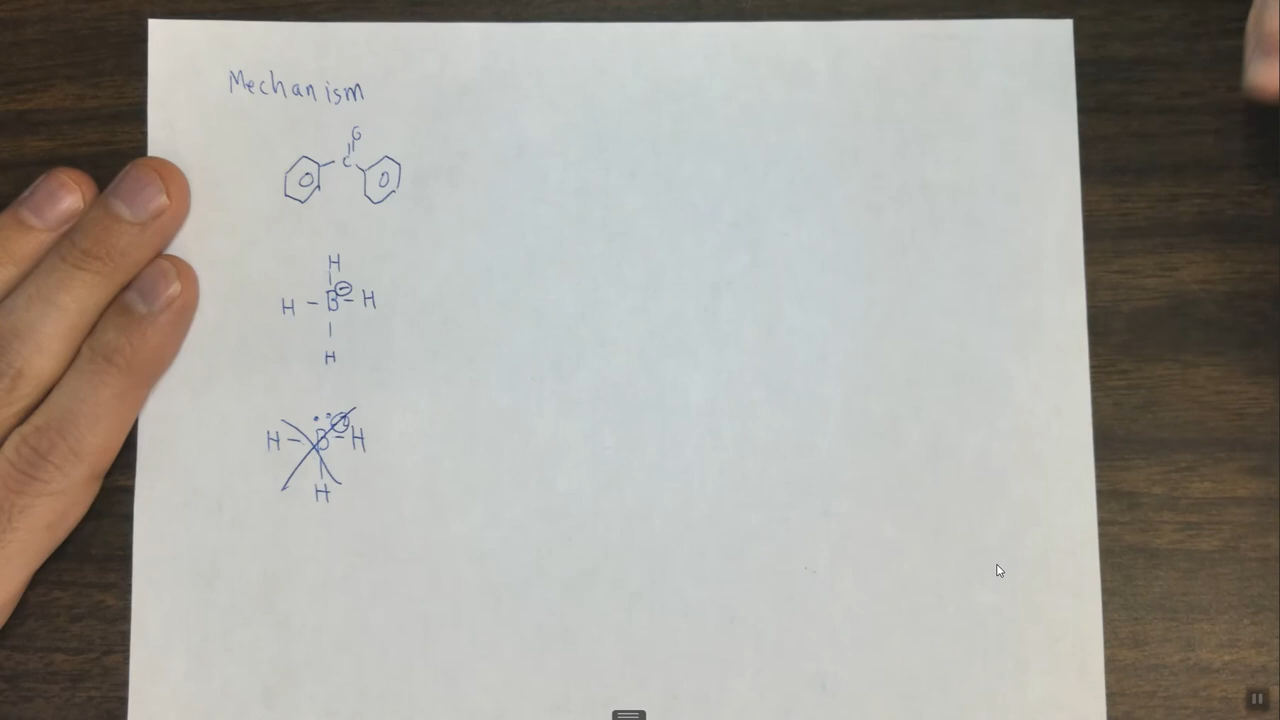 Mechanism
O
C
H
H - B ⊖ - H
H
H - B - H
H